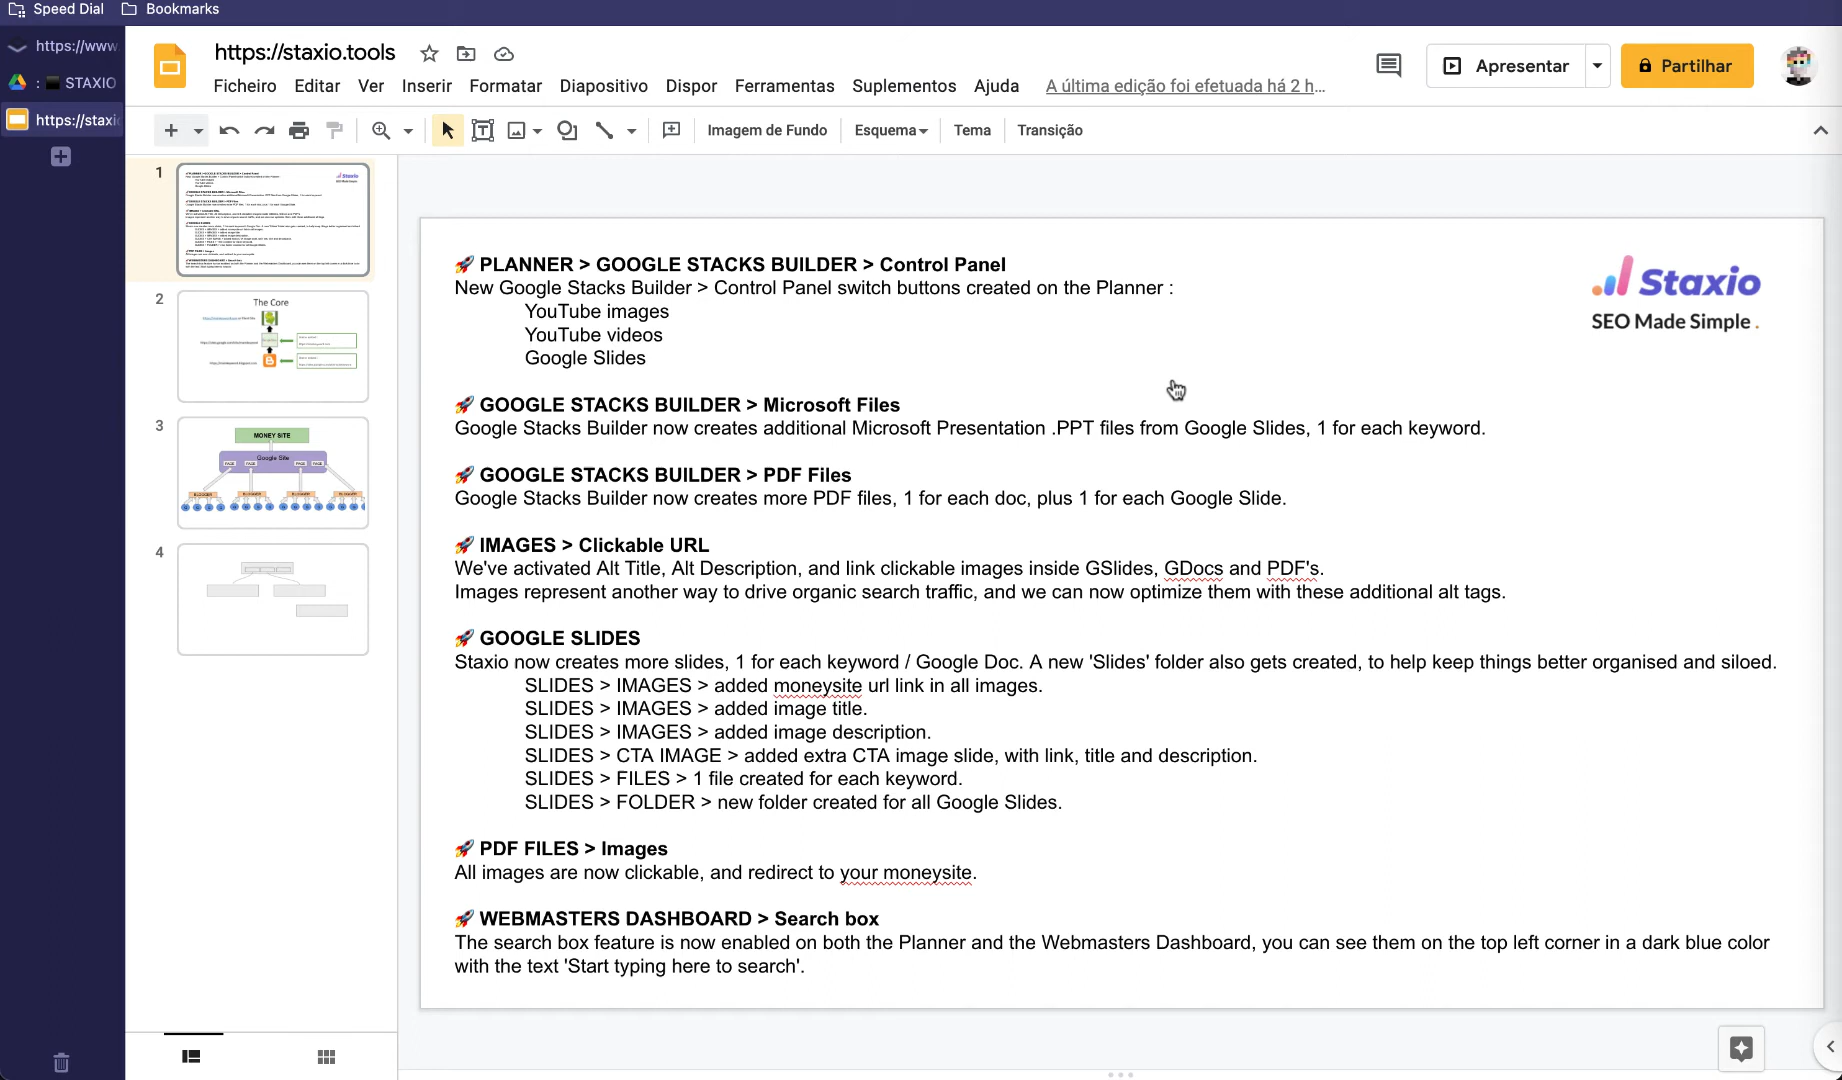 Speed Dial
Bookmarks
https://www.
: STAXIO
https://staxio
https://staxio.tools
Ficheiro Editar Ver Inserir Formatar Diapositivo Dispor Ferramentas Suplementos Ajuda A última edição foi efetuada há 2 h...
Apresentar
Partilhar
Imagem de Fundo Esquema Tema Transição
1
2
The Core
3
MONEY SITE
Google Site
PAGE PAGE PAGE PAGE
BLOGGER BLOGGER BLOGGER BLOGGER
4
Staxio
SEO Made Simple .
🚀 PLANNER > GOOGLE STACKS BUILDER > Control Panel
New Google Stacks Builder > Control Panel switch buttons created on the Planner :
YouTube images
YouTube videos
Google Slides
🚀 GOOGLE STACKS BUILDER > Microsoft Files
Google Stacks Builder now creates additional Microsoft Presentation .PPT files from Google Slides, 1 for each keyword.
🚀 GOOGLE STACKS BUILDER > PDF Files
Google Stacks Builder now creates more PDF files, 1 for each doc, plus 1 for each Google Slide.
🚀 IMAGES > Clickable URL
We've activated Alt Title, Alt Description, and link clickable images inside GSlides, GDocs and PDF's.
Images represent another way to drive organic search traffic, and we can now optimize them with these additional alt tags.
🚀 GOOGLE SLIDES
Staxio now creates more slides, 1 for each keyword / Google Doc. A new 'Slides' folder also gets created, to help keep things better organised and siloed.
SLIDES > IMAGES > added moneysite url link in all images.
SLIDES > IMAGES > added image title.
SLIDES > IMAGES > added image description.
SLIDES > CTA IMAGE > added extra CTA image slide, with link, title and description.
SLIDES > FILES > 1 file created for each keyword.
SLIDES > FOLDER > new folder created for all Google Slides.
🚀 PDF FILES > Images
All images are now clickable, and redirect to your moneysite.
🚀 WEBMASTERS DASHBOARD > Search box
The search box feature is now enabled on both the Planner and the Webmasters Dashboard, you can see them on the top left corner in a dark blue color
with the text 'Start typing here to search'.